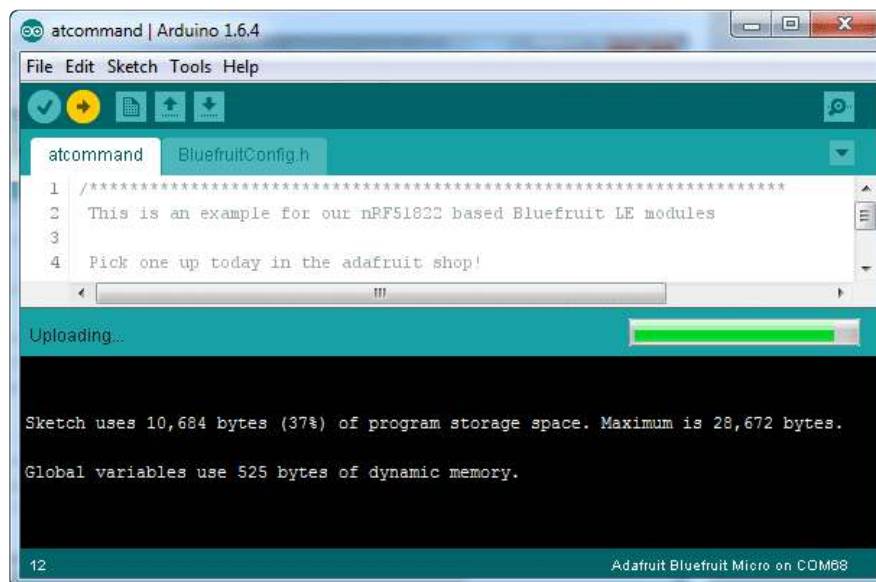 atcommand | Arduino 1.6.4
File Edit Sketch Tools Help
atcommand BluefruitConfig.h
1 /*********************************************************************
2 This is an example for our nRF51822 based Bluefruit LE modules
3
4 Pick one up today in the adafruit shop!
Uploading...
Sketch uses 10,684 bytes (37%) of program storage space. Maximum is 28,672 bytes.
Global variables use 525 bytes of dynamic memory.
12 Adafruit Bluefruit Micro on COM68